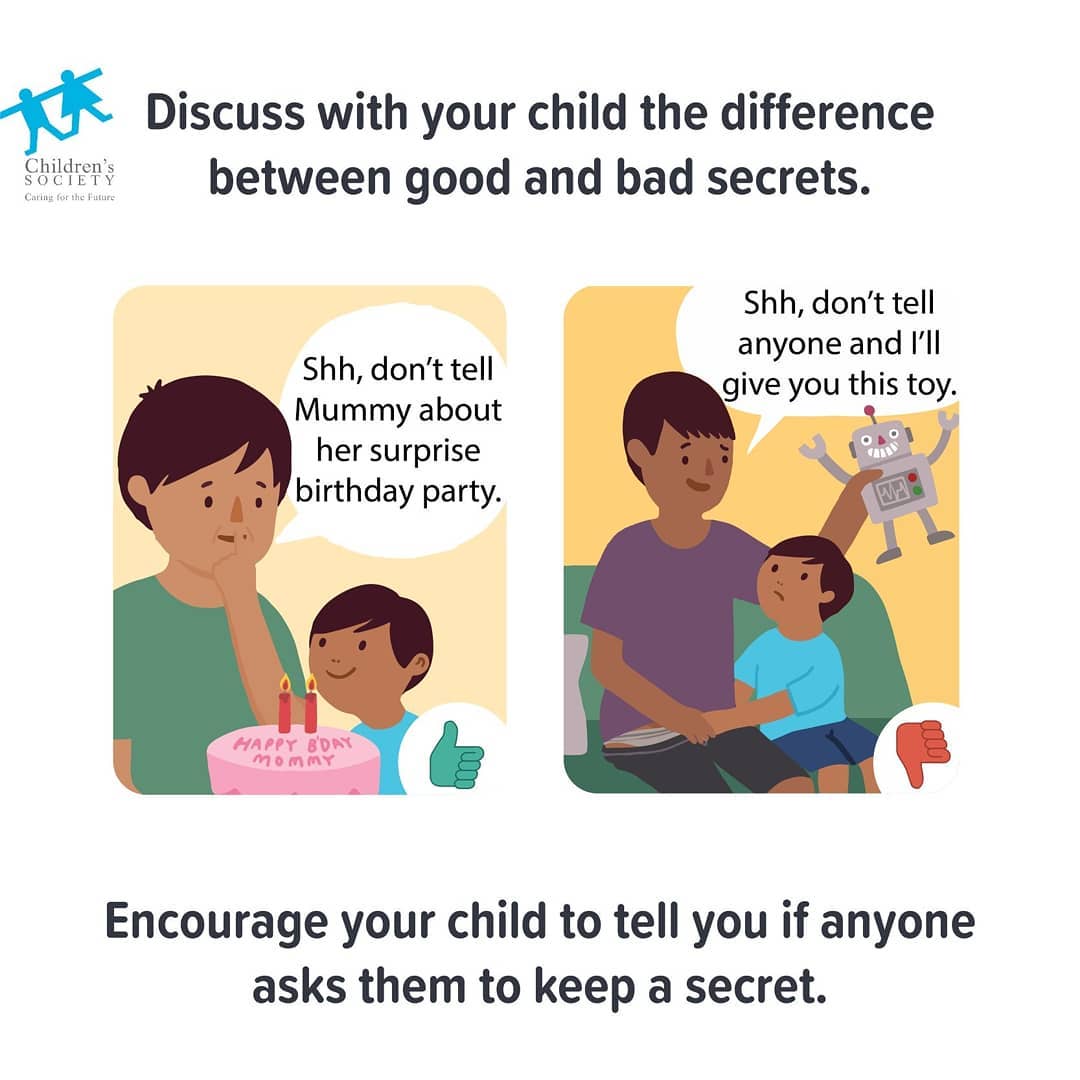 Discuss with your child the difference
between good and bad secrets.
Children's
SOCIETY
Caring for the Future
Shh, don't tell
Mummy about
her surprise
birthday party.
HAPPY B'DAY
MOMMY
Shh, don't tell
anyone and I'll
give you this toy.
Encourage your child to tell you if anyone
asks them to keep a secret.